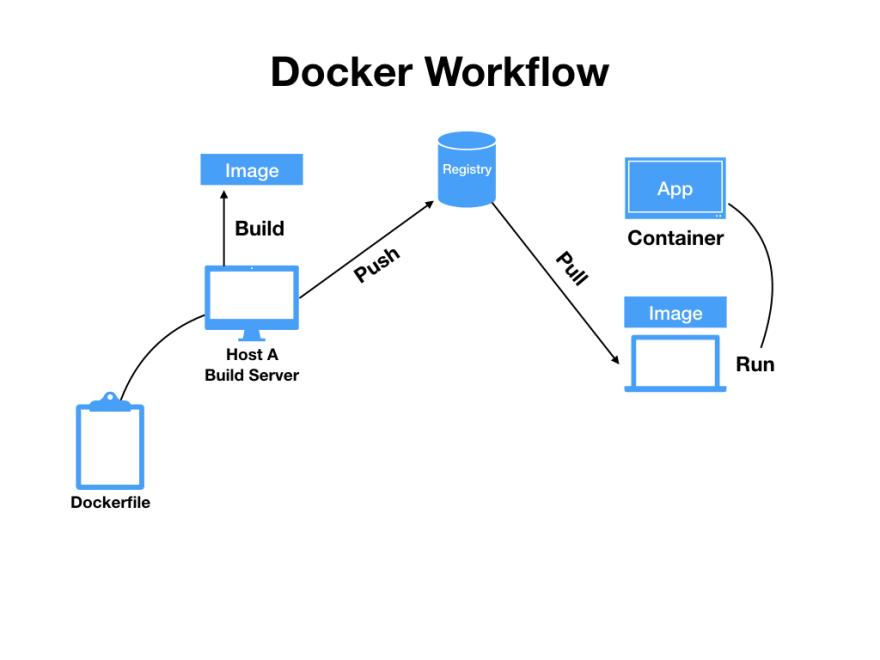 Docker Workflow
Image
Build
Host A
Build Server
Dockerfile
Push
Registry
Pull
App
Container
Image
Run